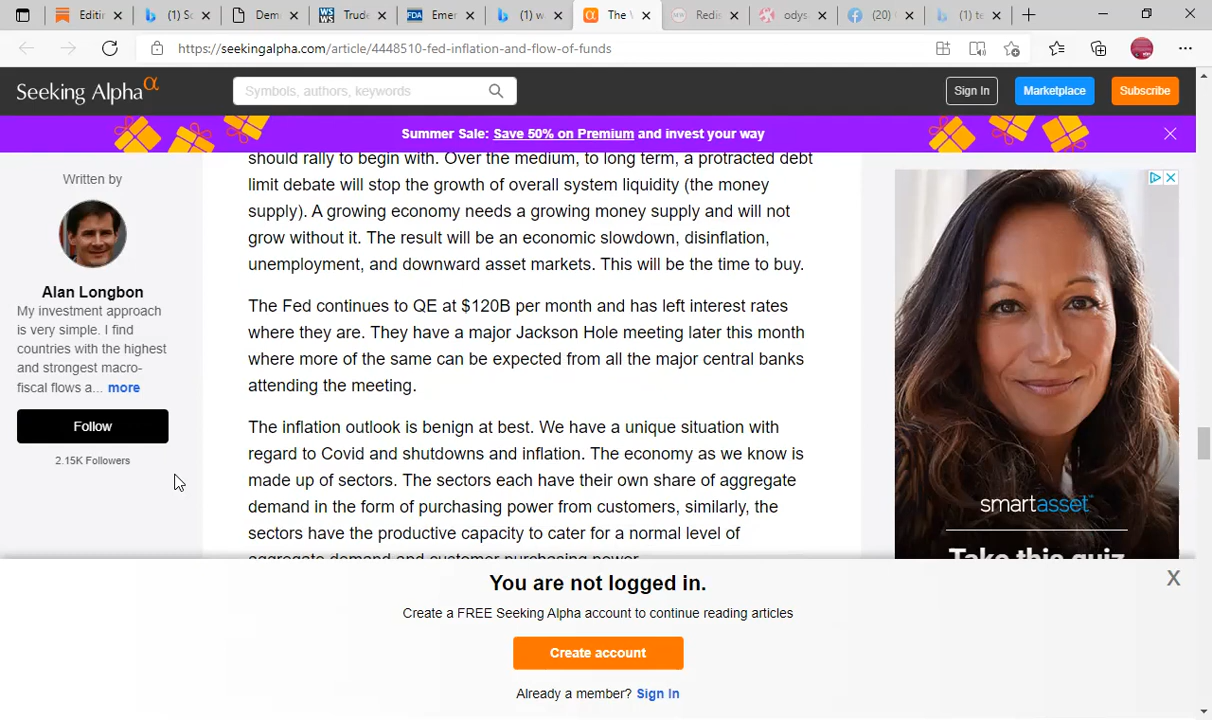 Editin
(1) Sc
Dem
Trude
Emer
(1) w
The \
Redis
odys
(20)
(1) te
https://seekingalpha.com/article/4448510-fed-inflation-and-flow-of-funds
Seeking Alpha α
Symbols, authors, keywords
Sign In
Marketplace
Subscribe
Summer Sale: Save 50% on Premium and invest your way
Written by
Alan Longbon
My investment approach
is very simple. I find
countries with the highest
and strongest macro-
fiscal flows a... more
Follow
2.15K Followers
should rally to begin with. Over the medium, to long term, a protracted debt
limit debate will stop the growth of overall system liquidity (the money
supply). A growing economy needs a growing money supply and will not
grow without it. The result will be an economic slowdown, disinflation,
unemployment, and downward asset markets. This will be the time to buy.
The Fed continues to QE at $120B per month and has left interest rates
where they are. They have a major Jackson Hole meeting later this month
where more of the same can be expected from all the major central banks
attending the meeting.
The inflation outlook is benign at best. We have a unique situation with
regard to Covid and shutdowns and inflation. The economy as we know is
made up of sectors. The sectors each have their own share of aggregate
demand in the form of purchasing power from customers, similarly, the
sectors have the productive capacity to cater for a normal level of
aggregate demand and customer purchasing power.
smartasset
Take this quiz
You are not logged in.
X
Create a FREE Seeking Alpha account to continue reading articles
Create account
Already a member? Sign In